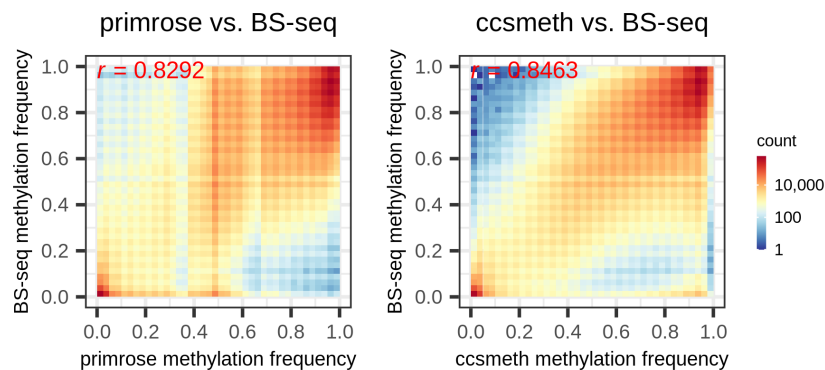 primrose vs. BS-seq
ccsmeth vs. BS-seq
BS-seq methylation frequency
1.0
0.8
0.6
0.4
0.2
0.0
r = 0.8292
0.0 0.2 0.4 0.6 0.8 1.0
primrose methylation frequency
BS-seq methylation frequency
1.0
0.8
0.6
0.4
0.2
0.0
r = 0.8463
0.0 0.2 0.4 0.6 0.8 1.0
ccsmeth methylation frequency
count
10,000
100
1